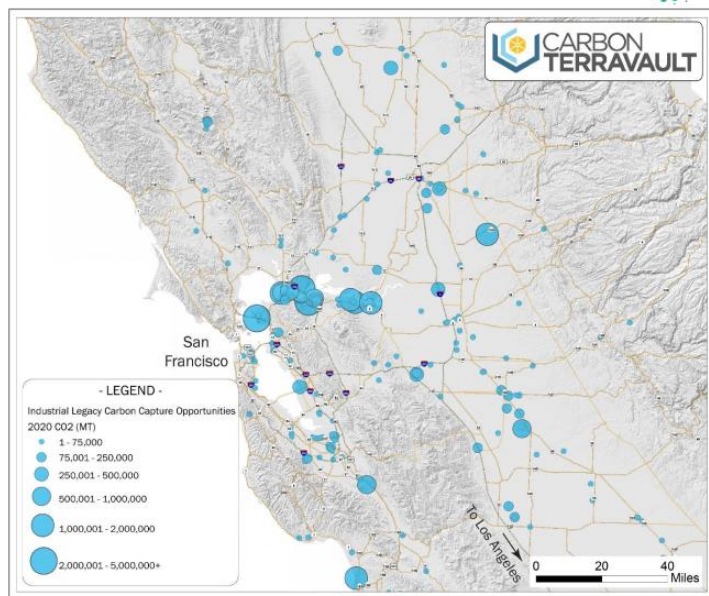 CARBON
TERRAVAULT
San
Francisco
- LEGEND -
Industrial Legacy Carbon Capture Opportunities
2020 CO2 (MT)
1 - 75,000
75,001 - 250,000
250,001 - 500,000
500,001 - 1,000,000
1,000,001 - 2,000,000
2,000,001 - 5,000,000+
To Los Angeles
0 20 40
Miles